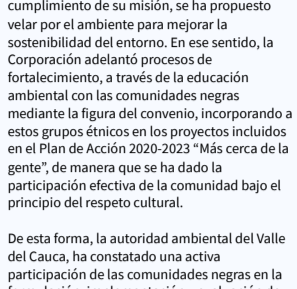 cumplimiento de su misión, se ha propuesto
velar por el ambiente para mejorar la
sostenibilidad del entorno. En ese sentido, la
Corporación adelantó procesos de
fortalecimiento, a través de la educación
ambiental con las comunidades negras
mediante la figura del convenio, incorporando a
estos grupos étnicos en los proyectos incluidos
en el Plan de Acción 2020-2023 “Más cerca de la
gente”, de manera que se ha dado la
participación efectiva de la comunidad bajo el
principio del respeto cultural.
De esta forma, la autoridad ambiental del Valle
del Cauca, ha constatado una activa
participación de las comunidades negras en la